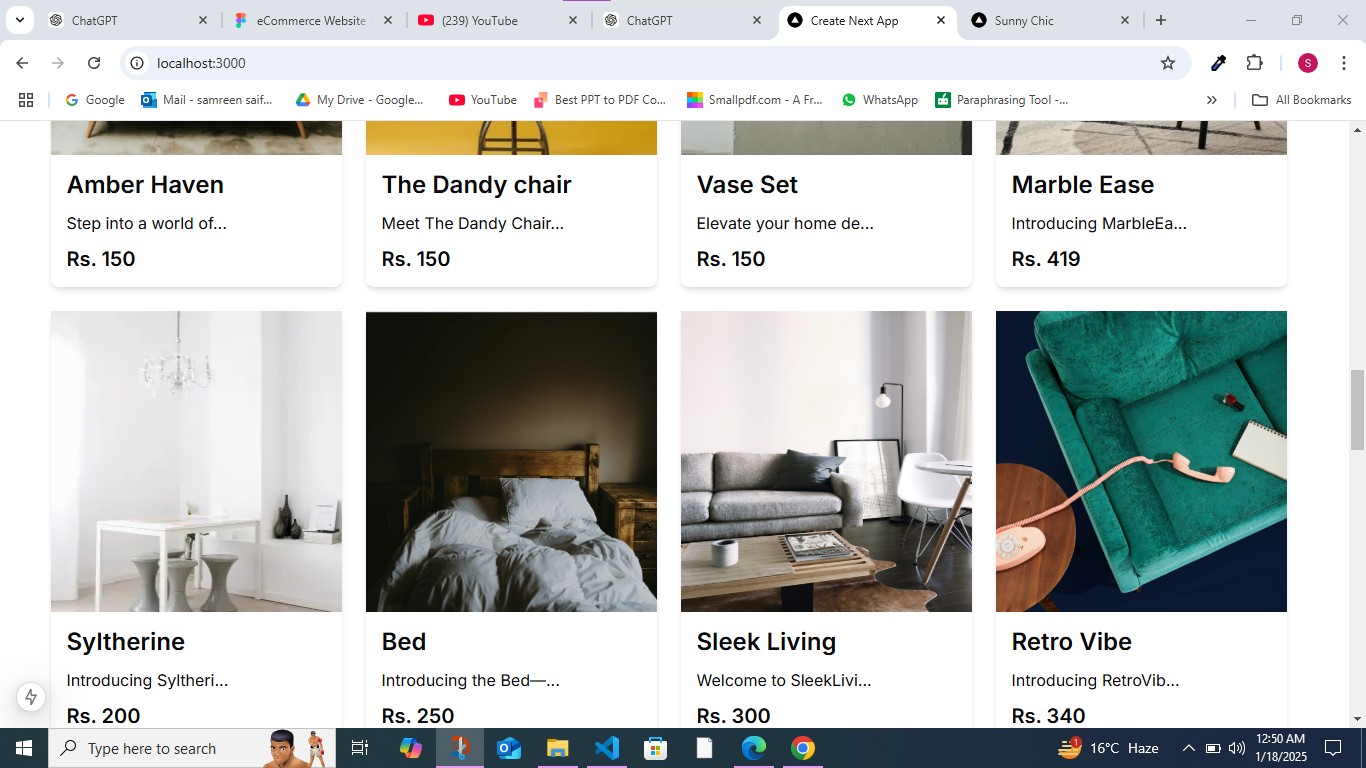 ChatGPT
eCommerce Website
(239) YouTube
ChatGPT
Create Next App
Sunny Chic
localhost:3000
S
Google
Mail - samreen saif...
My Drive - Google...
YouTube
Best PPT to PDF Co...
Smallpdf.com - A Fr...
WhatsApp
Paraphrasing Tool -...
All Bookmarks
Amber Haven
Step into a world of...
Rs. 150
The Dandy chair
Meet The Dandy Chair...
Rs. 150
Vase Set
Elevate your home de...
Rs. 150
Marble Ease
Introducing MarbleEa...
Rs. 419
Syltherine
Introducing Syltheri...
Rs. 200
Bed
Introducing the Bed—...
Rs. 250
Sleek Living
Welcome to SleekLivi...
Rs. 300
Retro Vibe
Introducing RetroVib...
Rs. 340
Type here to search
1
16°C Haze
12:50 AM
1/18/2025